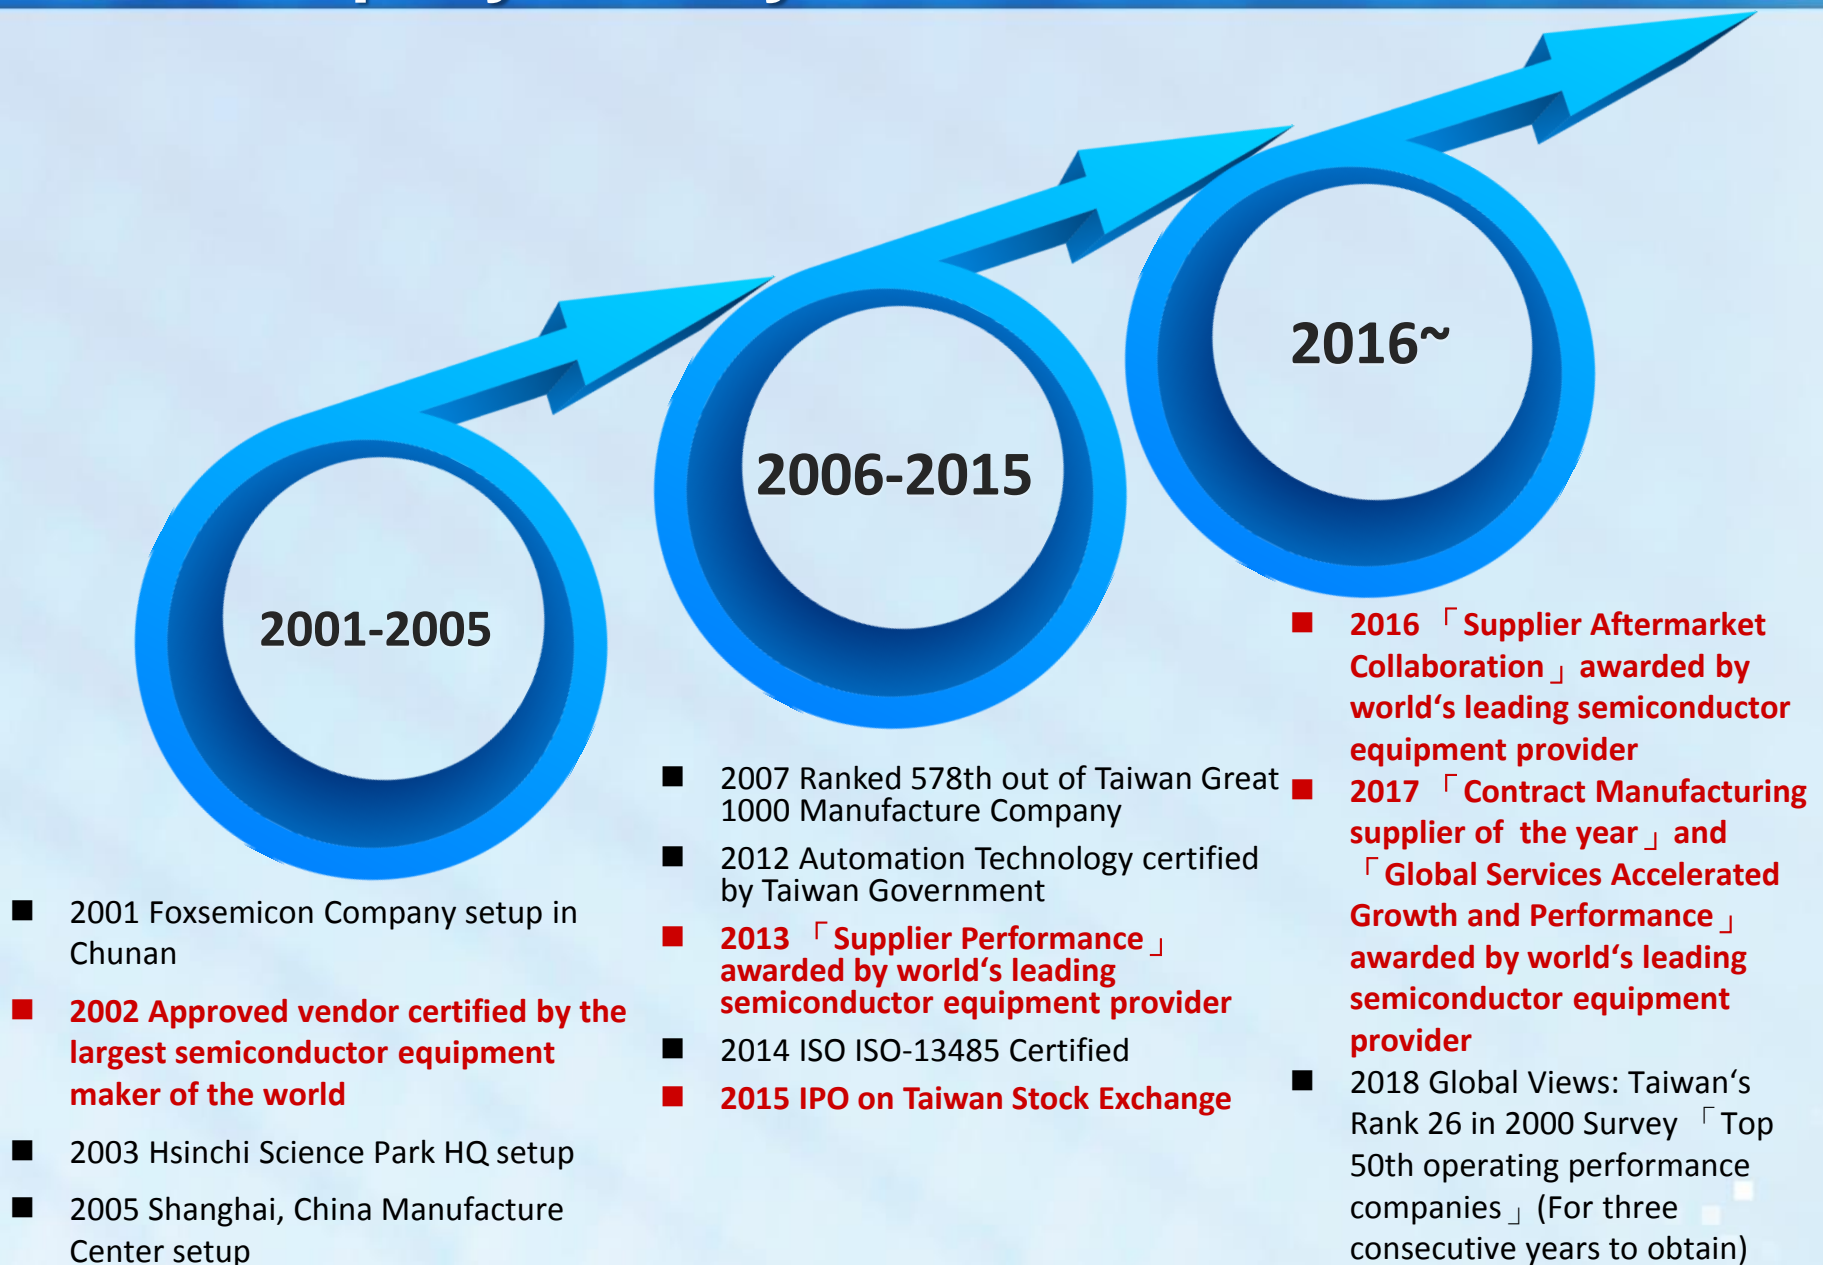 2001-2005
2001 Foxsemicon Company setup in
Chunan
2002 Approved vendor certified by the
largest semiconductor equipment
maker of the world
2003 Hsinchi Science Park HQ setup
2005 Shanghai, China Manufacture
Center setup
2006-2015
2007 Ranked 578th out of Taiwan Great
1000 Manufacture Company
2012 Automation Technology certified
by Taiwan Government
2013 「Supplier Performance」
awarded by world‘s leading
semiconductor equipment provider
2014 ISO ISO-13485 Certified
2015 IPO on Taiwan Stock Exchange
2016~
2016 「Supplier Aftermarket
Collaboration」awarded by
world‘s leading semiconductor
equipment provider
2017 「Contract Manufacturing
supplier of the year」and
「Global Services Accelerated
Growth and Performance」
awarded by world‘s leading
semiconductor equipment
provider
2018 Global Views: Taiwan‘s
Rank 26 in 2000 Survey 「Top
50th operating performance
companies」(For three
consecutive years to obtain)